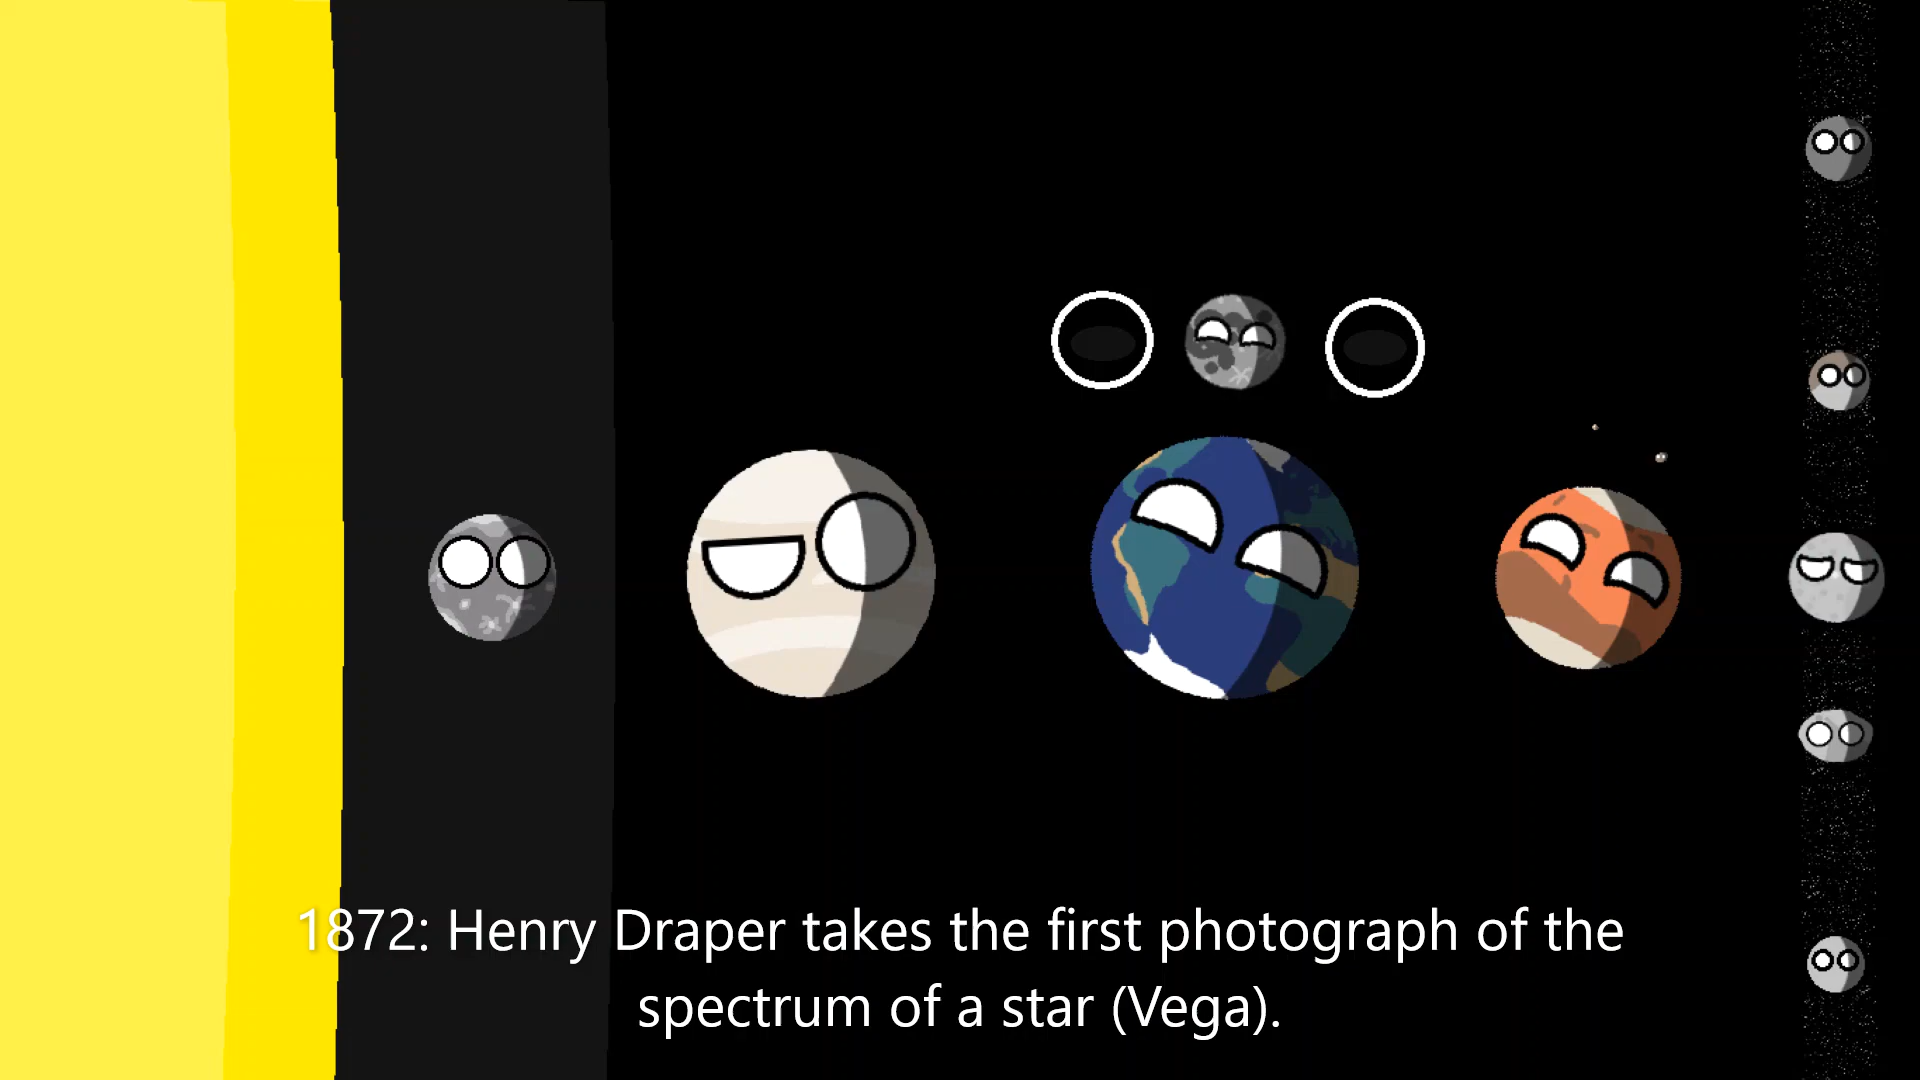 1872: Henry Draper takes the first photograph of the
spectrum of a star (Vega).